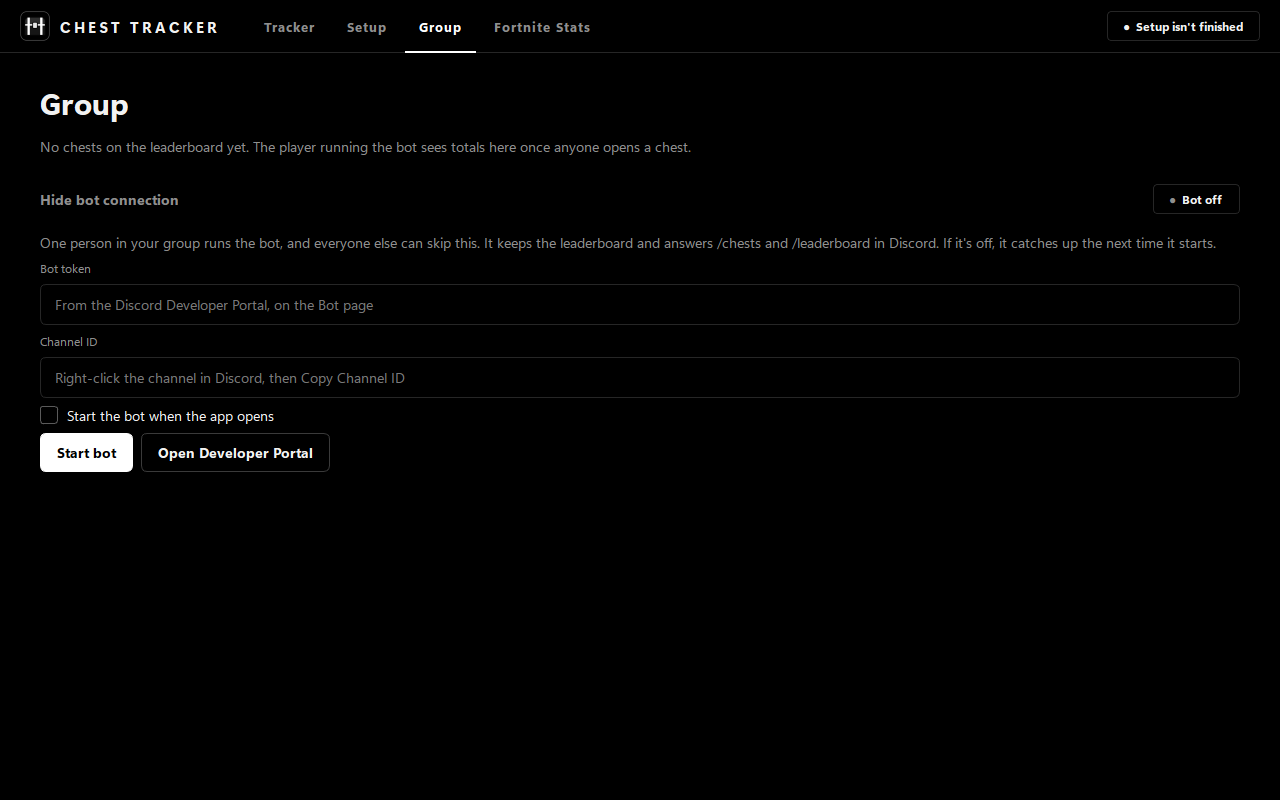 CHEST TRACKER
Tracker
Setup
Group
Fortnite Stats
Setup isn't finished
Group
No chests on the leaderboard yet. The player running the bot sees totals here once anyone opens a chest.
Hide bot connection
Bot off
One person in your group runs the bot, and everyone else can skip this. It keeps the leaderboard and answers /chests and /leaderboard in Discord. If it's off, it catches up the next time it starts.
Bot token
From the Discord Developer Portal, on the Bot page
Channel ID
Right-click the channel in Discord, then Copy Channel ID
Start the bot when the app opens
Start bot
Open Developer Portal